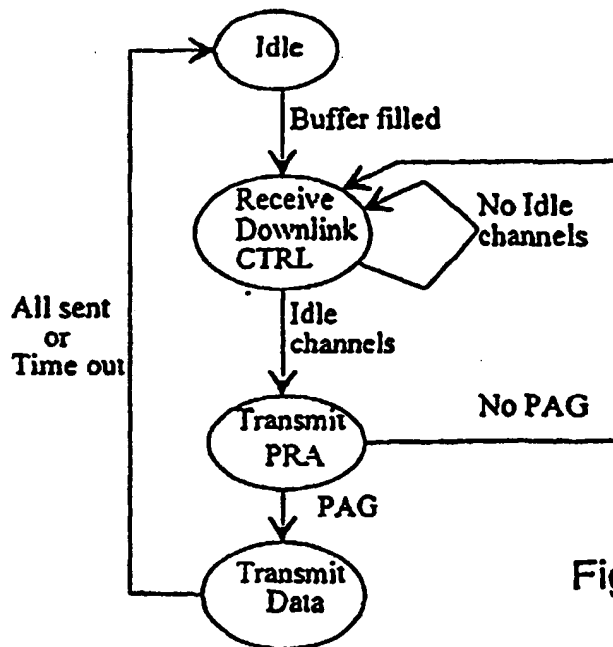 Idle
Buffer filled
Receive
Downlink
CTRL
No Idle
channels
All sent
or
Time out
Idle
channels
Transmit
PRA
No PAG
PAG
Transmit
Data
Fig